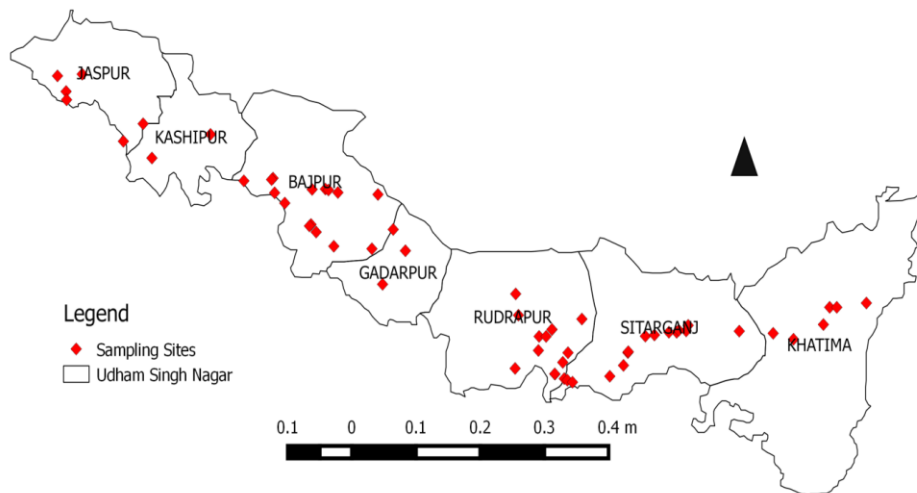 JASPUR
KASHIPUR
BAJPUR
GADARPUR
RUDRAPUR
SITARGANJ
KHATIMA
Legend
Sampling Sites
Udham Singh Nagar
0.1 0 0.1 0.2 0.3 0.4 m